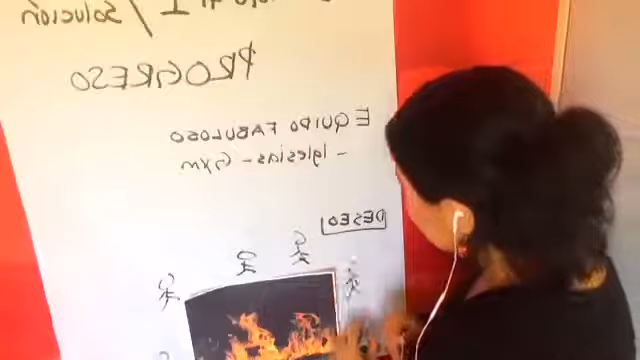 / Solución
PROGRESO
EQUIPO FABULOSO
- Iglesias - Gym
DESEO